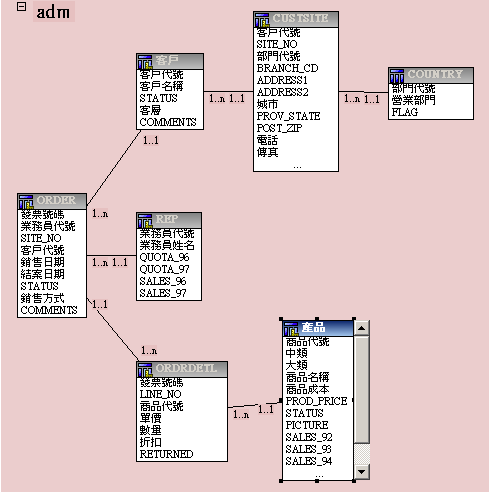 adm
CUSTSITE
客戶代號
SITE_NO
部門代號
BRANCH_CD
ADDRESS1
ADDRESS2
城市
PROV_STATE
POST_ZIP
電話
傳真
...
客戶
客戶代號
客戶名稱
STATUS
客層
COMMENTS
1..n 1..1
COUNTRY
部門代號
營業部門
FLAG
1..n 1..1
1..1
1..n
ORDER
發票號碼
業務員代號
SITE_NO
客戶代號
銷售日期
結案日期
STATUS
銷售方式
COMMENTS
REP
業務員代號
業務員姓名
QUOTA_96
QUOTA_97
SALES_96
SALES_97
1..n 1..1
1..1
1..n
ORDRDETL
發票號碼
LINE_NO
商品代號
單價
數量
折扣
RETURNED
1..n 1..1
產品
商品代號
中類
大類
商品名稱
商品成本
PROD_PRICE
STATUS
PICTURE
SALES_92
SALES_93
SALES_94
...